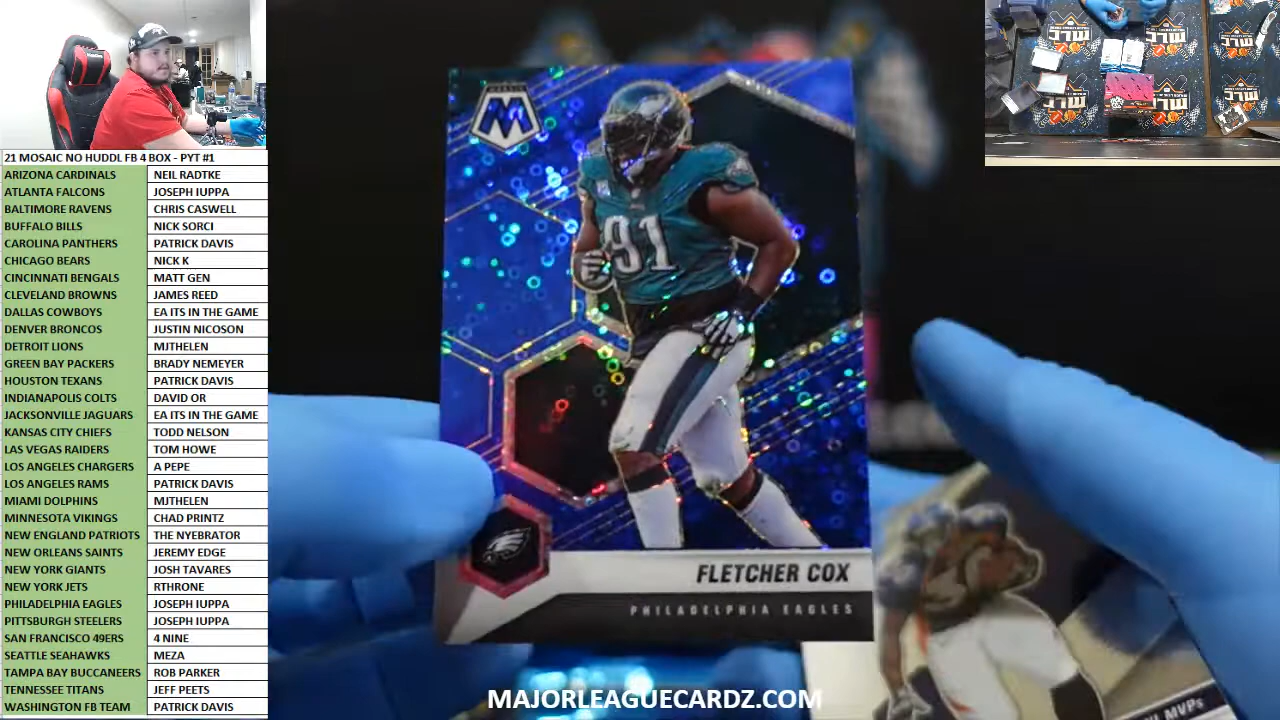 21 MOSAIC NO HUDDL FB 4 BOX - PYT #1
ARIZONA CARDINALS NEIL RADTKE
ATLANTA FALCONS JOSEPH IUPPA
BALTIMORE RAVENS CHRIS CASWELL
BUFFALO BILLS NICK SORCI
CAROLINA PANTHERS PATRICK DAVIS
CHICAGO BEARS NICK K
CINCINNATI BENGALS MATT GEN
CLEVELAND BROWNS JAMES REED
DALLAS COWBOYS EA ITS IN THE GAME
DENVER BRONCOS JUSTIN NICOSON
DETROIT LIONS MJTHELEN
GREEN BAY PACKERS BRADY NEMEYER
HOUSTON TEXANS PATRICK DAVIS
INDIANAPOLIS COLTS DAVID OR
JACKSONVILLE JAGUARS EA ITS IN THE GAME
KANSAS CITY CHIEFS TODD NELSON
LAS VEGAS RAIDERS TOM HOWE
LOS ANGELES CHARGERS A PEPE
LOS ANGELES RAMS PATRICK DAVIS
MIAMI DOLPHINS MJTHELEN
MINNESOTA VIKINGS CHAD PRINTZ
NEW ENGLAND PATRIOTS THE NYEBRATOR
NEW ORLEANS SAINTS JEREMY EDGE
NEW YORK GIANTS JOSH TAVARES
NEW YORK JETS RTHRONE
PHILADELPHIA EAGLES JOSEPH IUPPA
PITTSBURGH STEELERS JOSEPH IUPPA
SAN FRANCISCO 49ERS 4 NINE
SEATTLE SEAHAWKS MEZA
TAMPA BAY BUCCANEERS ROB PARKER
TENNESSEE TITANS JEFF PEETS
WASHINGTON FB TEAM PATRICK DAVIS
MOSAIC
M
91
FLETCHER COX
PHILADELPHIA EAGLES
MVPs
MAJORLEAGUECARDZ.COM
MLC
MLC
MLC
MLC